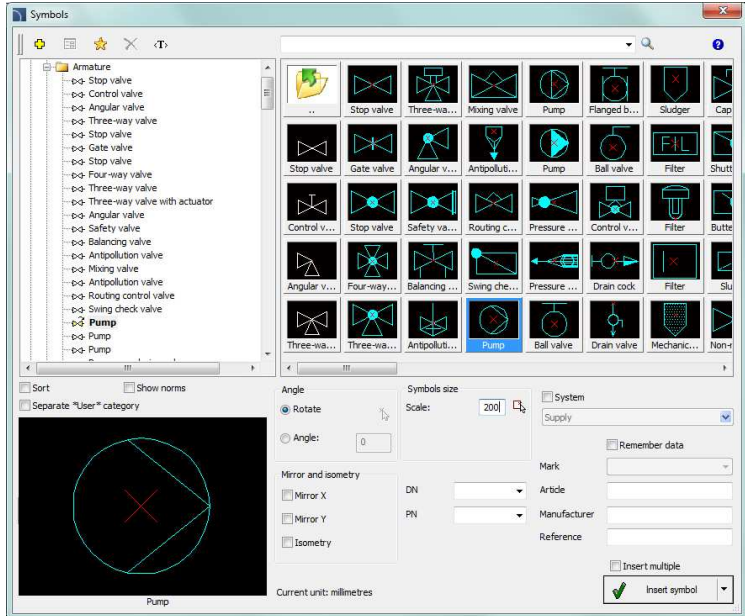 Symbols
‹T›
Armature
Stop valve
Control valve
Angular valve
Three-way valve
Stop valve
Gate valve
Stop valve
Four-way valve
Three-way valve
Three-way valve with actuator
Angular valve
Safety valve
Balancing valve
Antipollution valve
Mixing valve
Antipollution valve
Routing control valve
Swing check valve
Pump
Pump
Pump
.. Stop valve Three-wa... Mixing valve Pump Flanged b... Sludger Cap
F L
Stop valve Gate valve Angular v... Antipolluti... Pump Ball valve Filter Shutt
Control v... Stop valve Safety va... Routing c... Pressure ... Control v... Filter Butte
Angular v... Four-way... Balancing ... Swing che... Pressure ... Drain cock Filter Slu
Three-wa... Three-wa... Antipolluti... Pump Ball valve Drain valve Mechanic... Non-r
Sort Show norms
Separate *User* category
Pump
Angle
Rotate
Angle: 0
Mirror and isometry
Mirror X
Mirror Y
Isometry
Symbols size
Scale: 200
DN
PN
System
Supply
Remember data
Mark
Article
Manufacturer
Reference
Insert multiple
Current unit: millimetres
Insert symbol